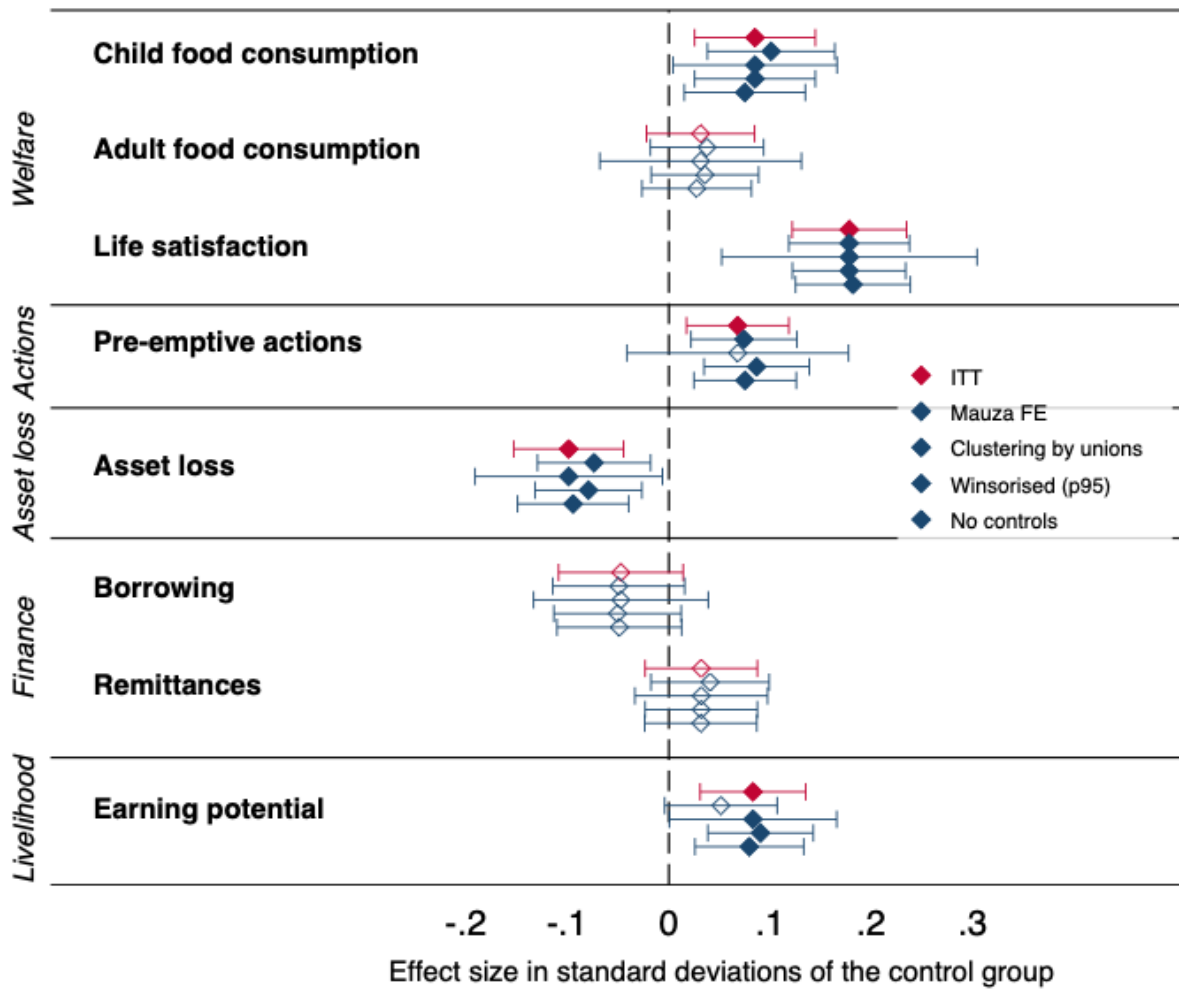 Welfare
Child food consumption
Adult food consumption
Life satisfaction
Actions
Pre-emptive actions
ITT
Mauza FE
Clustering by unions
Winsorised (p95)
No controls
Asset loss
Asset loss
Finance
Borrowing
Remittances
Livelihood
Earning potential
-.2 -.1 0 .1 .2 .3
Effect size in standard deviations of the control group